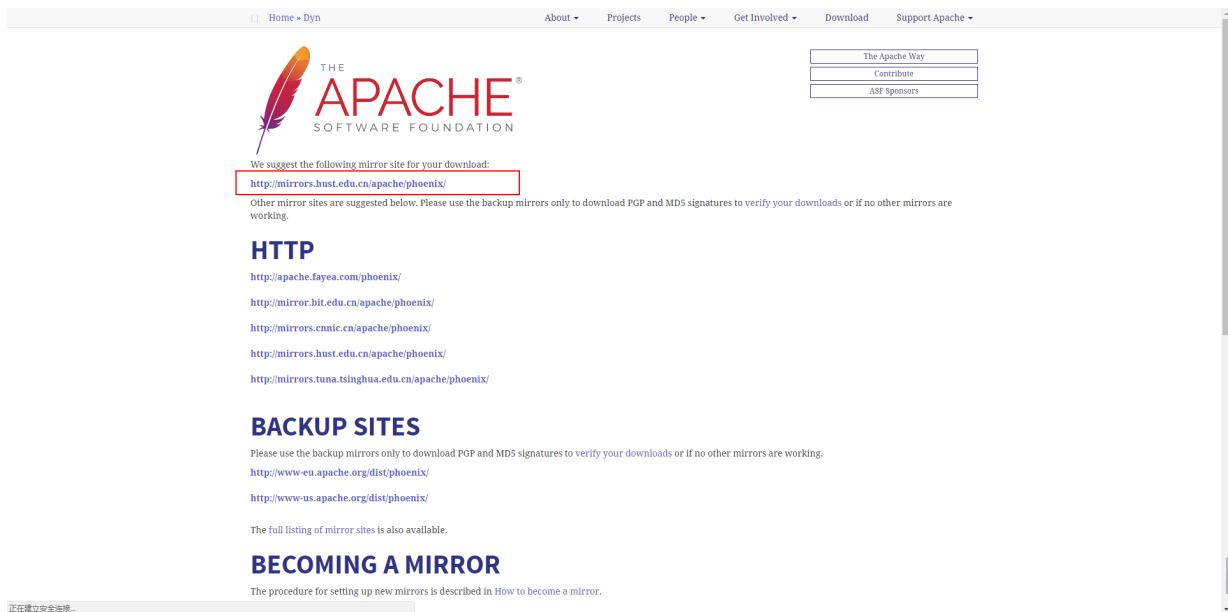 Home » Dyn
About
Projects
People
Get Involved
Download
Support Apache
THE
APACHE®
SOFTWARE FOUNDATION
The Apache Way
Contribute
ASF Sponsors
We suggest the following mirror site for your download:
http://mirrors.hust.edu.cn/apache/phoenix/
Other mirror sites are suggested below. Please use the backup mirrors only to download PGP and MD5 signatures to verify your downloads or if no other mirrors are
working.
HTTP
http://apache.fayea.com/phoenix/
http://mirror.bit.edu.cn/apache/phoenix/
http://mirrors.cnnic.cn/apache/phoenix/
http://mirrors.hust.edu.cn/apache/phoenix/
http://mirrors.tuna.tsinghua.edu.cn/apache/phoenix/
BACKUP SITES
Please use the backup mirrors only to download PGP and MD5 signatures to verify your downloads or if no other mirrors are working.
http://www-eu.apache.org/dist/phoenix/
http://www-us.apache.org/dist/phoenix/
The full listing of mirror sites is also available.
BECOMING A MIRROR
The procedure for setting up new mirrors is described in How to become a mirror.
正在建立安全连接...